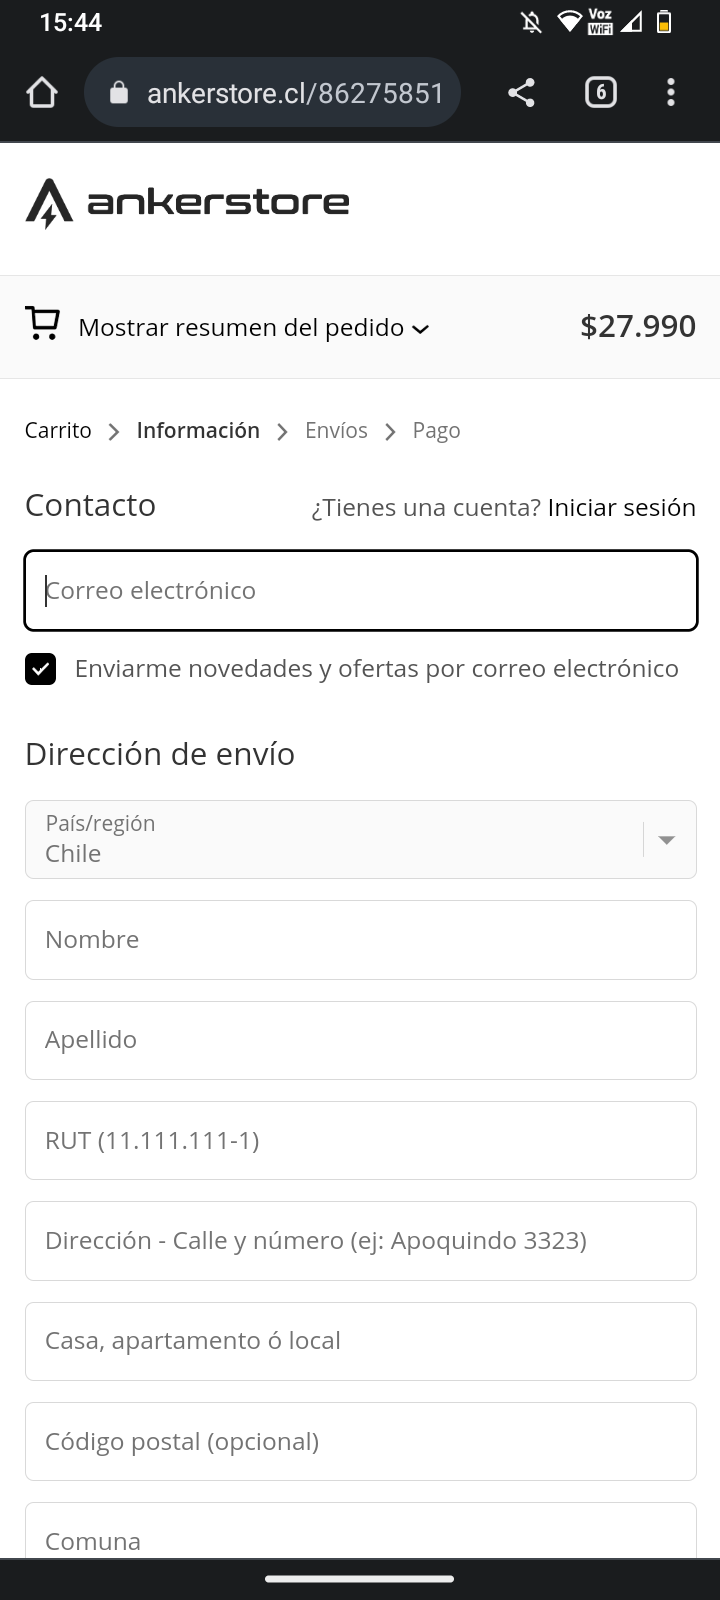 15:44
Voz
WiFi
ankerstore.cl/86275851
6
ankerstore
Mostrar resumen del pedido
$27.990
Carrito
Información
Envíos
Pago
Contacto
¿Tienes una cuenta? Iniciar sesión
Correo electrónico
Enviarme novedades y ofertas por correo electrónico
Dirección de envío
País/región
Chile
Nombre
Apellido
RUT (11.111.111-1)
Dirección - Calle y número (ej: Apoquindo 3323)
Casa, apartamento ó local
Código postal (opcional)
Comuna